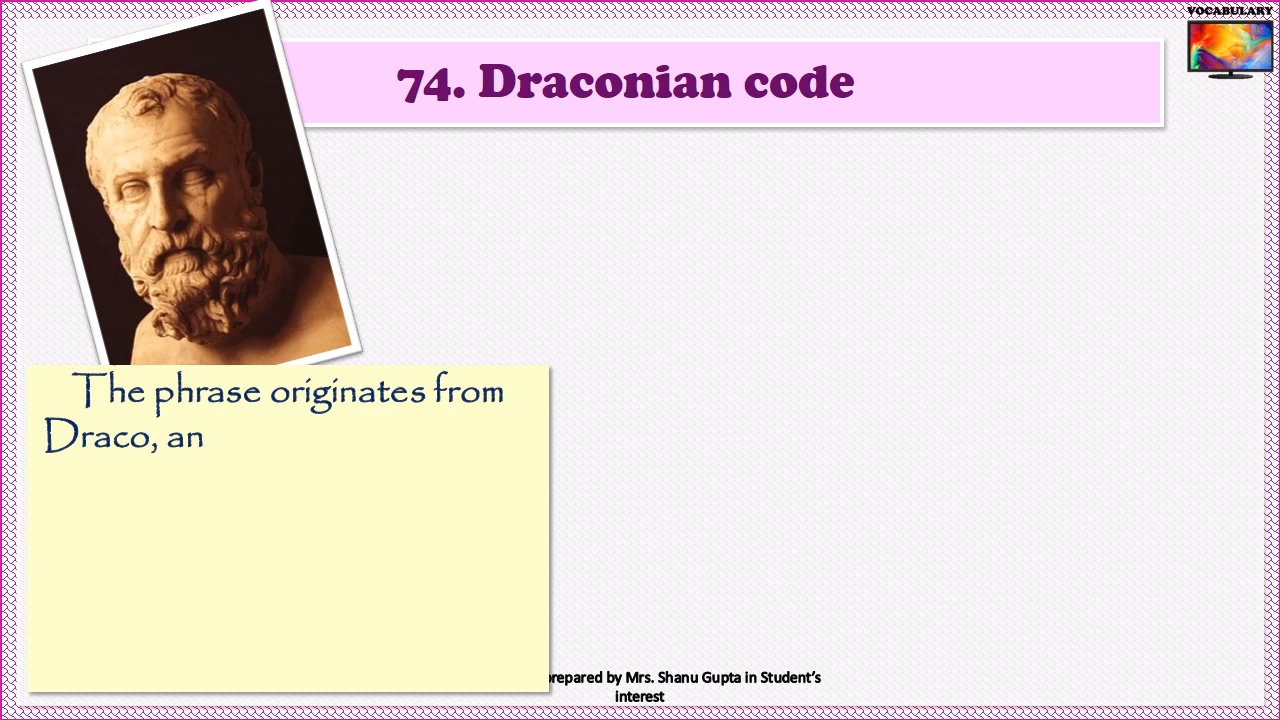 VOCABULARY
74. Draconian code
The phrase originates from
Draco, an
prepared by Mrs. Shanu Gupta in Student’s
interest